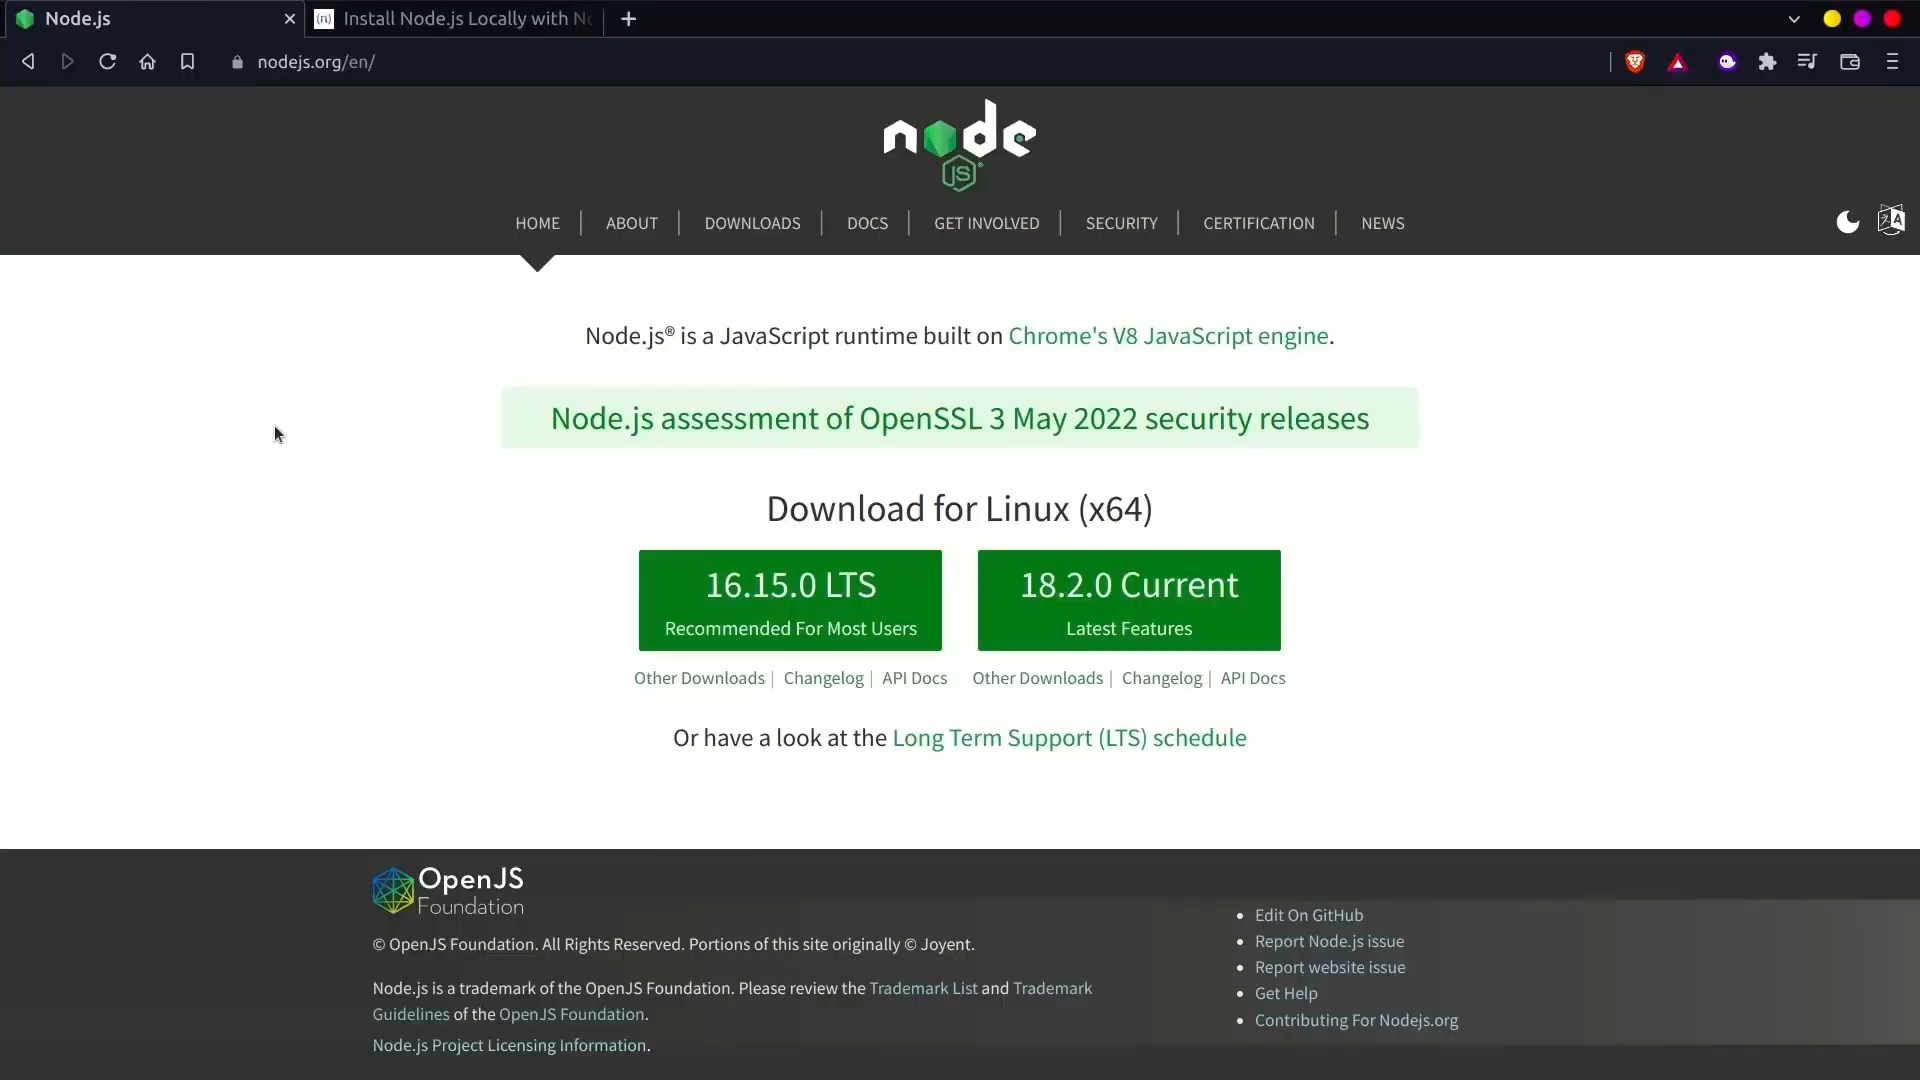 Node.js
(n) Install Node.js Locally with No
nodejs.org/en/
node
JS
HOME
ABOUT
DOWNLOADS
DOCS
GET INVOLVED
SECURITY
CERTIFICATION
NEWS
Node.js® is a JavaScript runtime built on Chrome's V8 JavaScript engine.
Node.js assessment of OpenSSL 3 May 2022 security releases
Download for Linux (x64)
16.15.0 LTS
Recommended For Most Users
18.2.0 Current
Latest Features
Other Downloads | Changelog | API Docs
Other Downloads | Changelog | API Docs
Or have a look at the Long Term Support (LTS) schedule
OpenJS
Foundation
© OpenJS Foundation. All Rights Reserved. Portions of this site originally © Joyent.
Node.js is a trademark of the OpenJS Foundation. Please review the Trademark List and Trademark
Guidelines of the OpenJS Foundation.
Node.js Project Licensing Information.
Edit On GitHub
Report Node.js issue
Report website issue
Get Help
Contributing For Nodejs.org